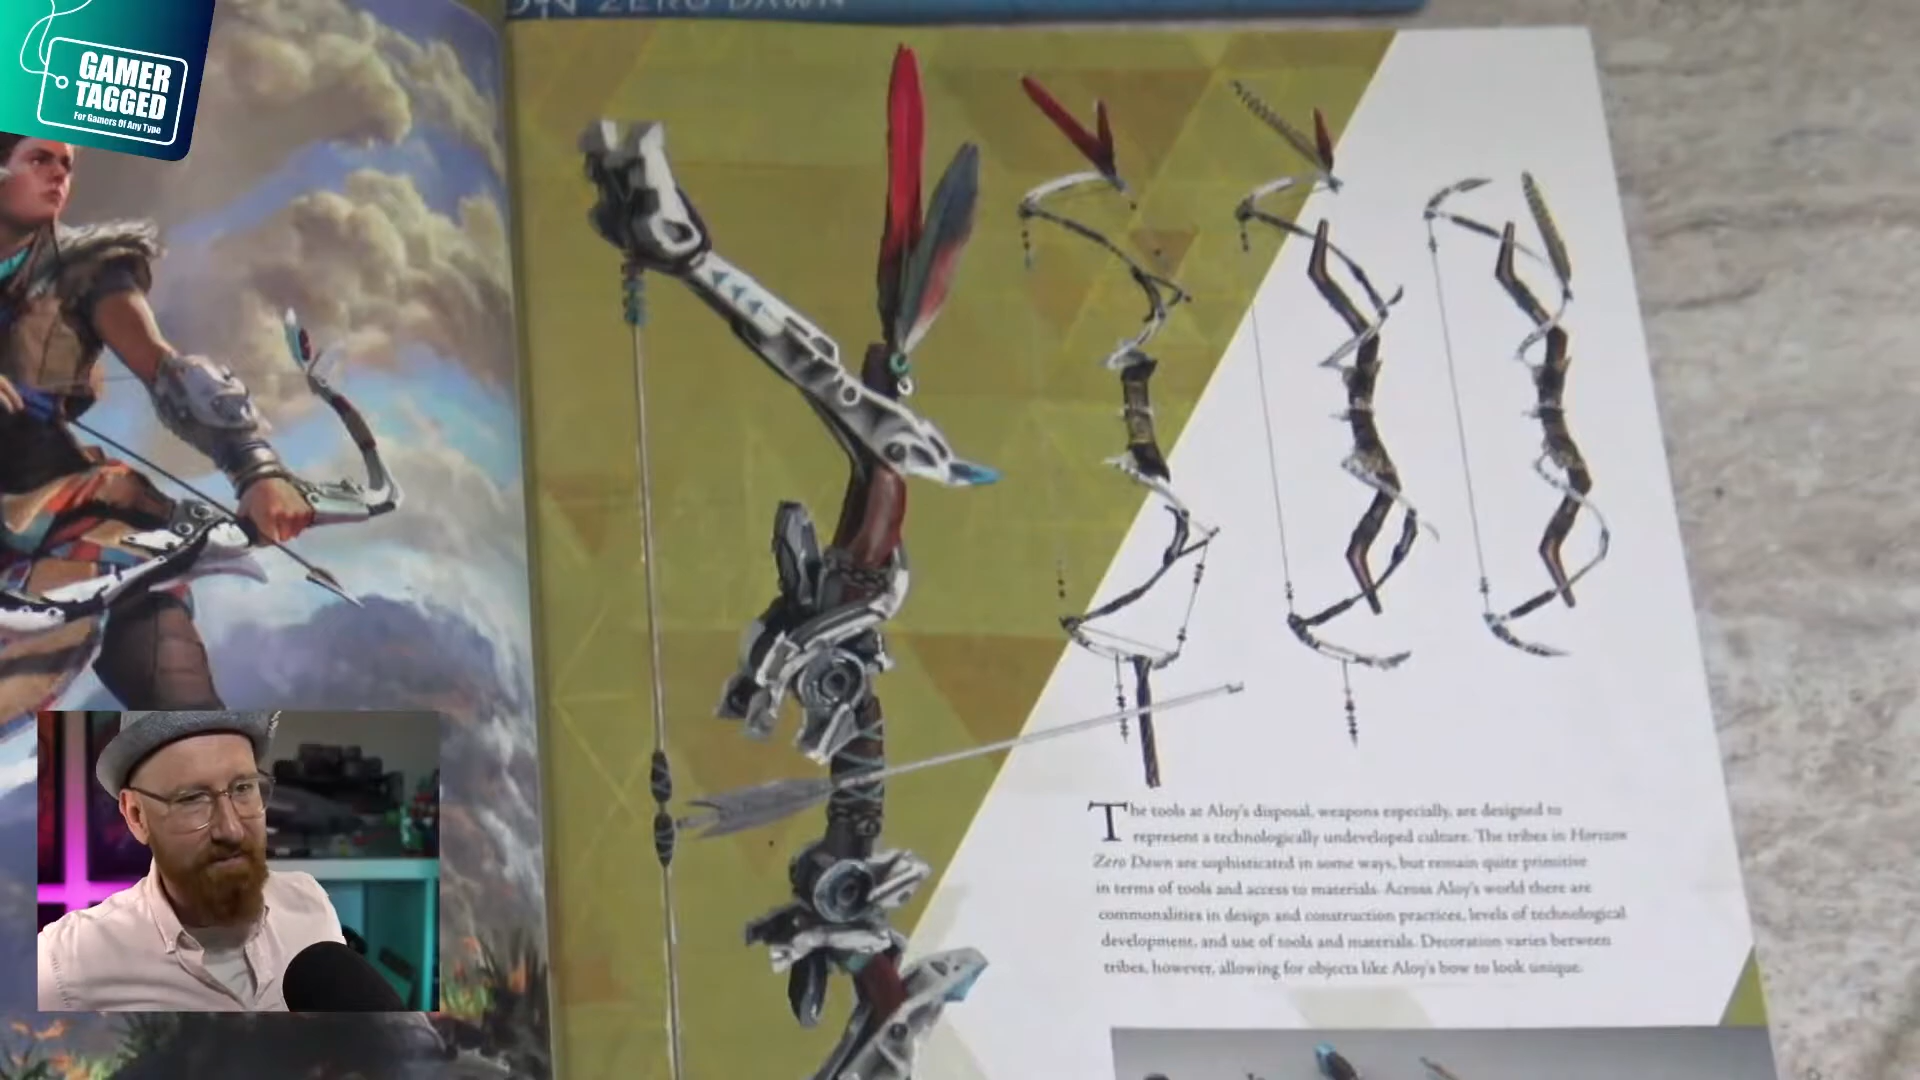 GAMER
TAGGED
For Gamers Of Any Type
ZERO DAWN
The tools at Aloy's disposal, weapons especially, are designed to
represent a technologically undeveloped culture. The tribes in Horizon
Zero Dawn are sophisticated in some ways, but remain quite primitive
in terms of tools and access to materials. Across Aloy's world there are
commonalities in design and construction practices, levels of technological
development, and use of tools and materials. Decoration varies between
tribes, however, allowing for objects like Aloy's bow to look unique.